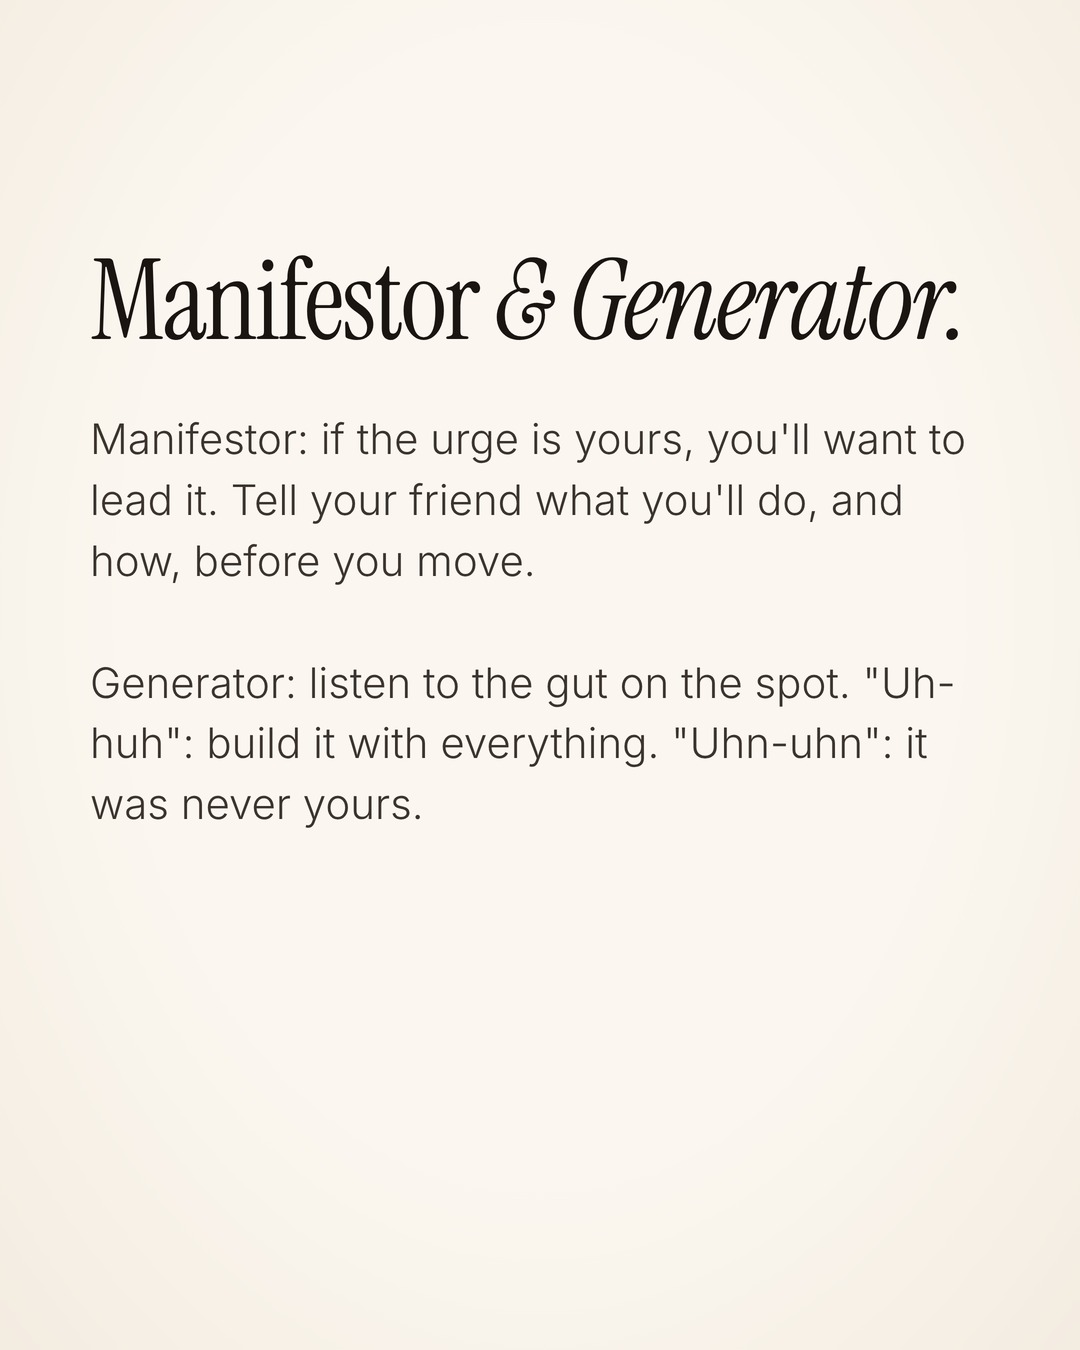 Manifestor & Generator.
Manifestor: if the urge is yours, you'll want to
lead it. Tell your friend what you'll do, and
how, before you move.
Generator: listen to the gut on the spot. "Uh-
huh": build it with everything. "Uhn-uhn": it
was never yours.